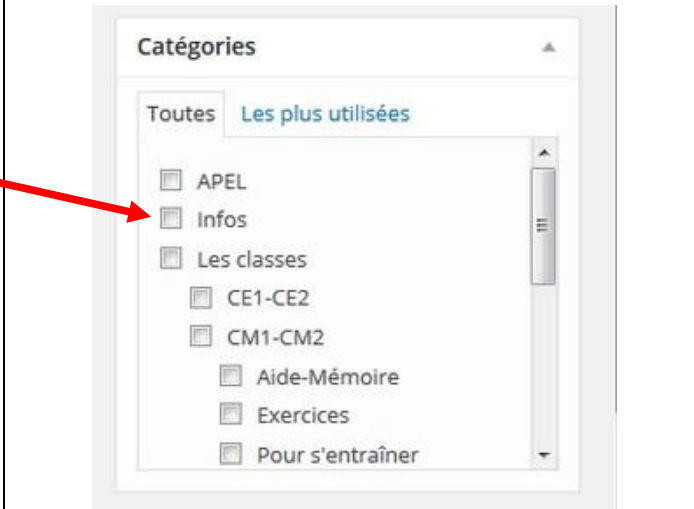 Catégories
Toutes Les plus utilisées
APEL
Infos
Les classes
CE1-CE2
CM1-CM2
Aide-Mémoire
Exercices
Pour s'entraîner